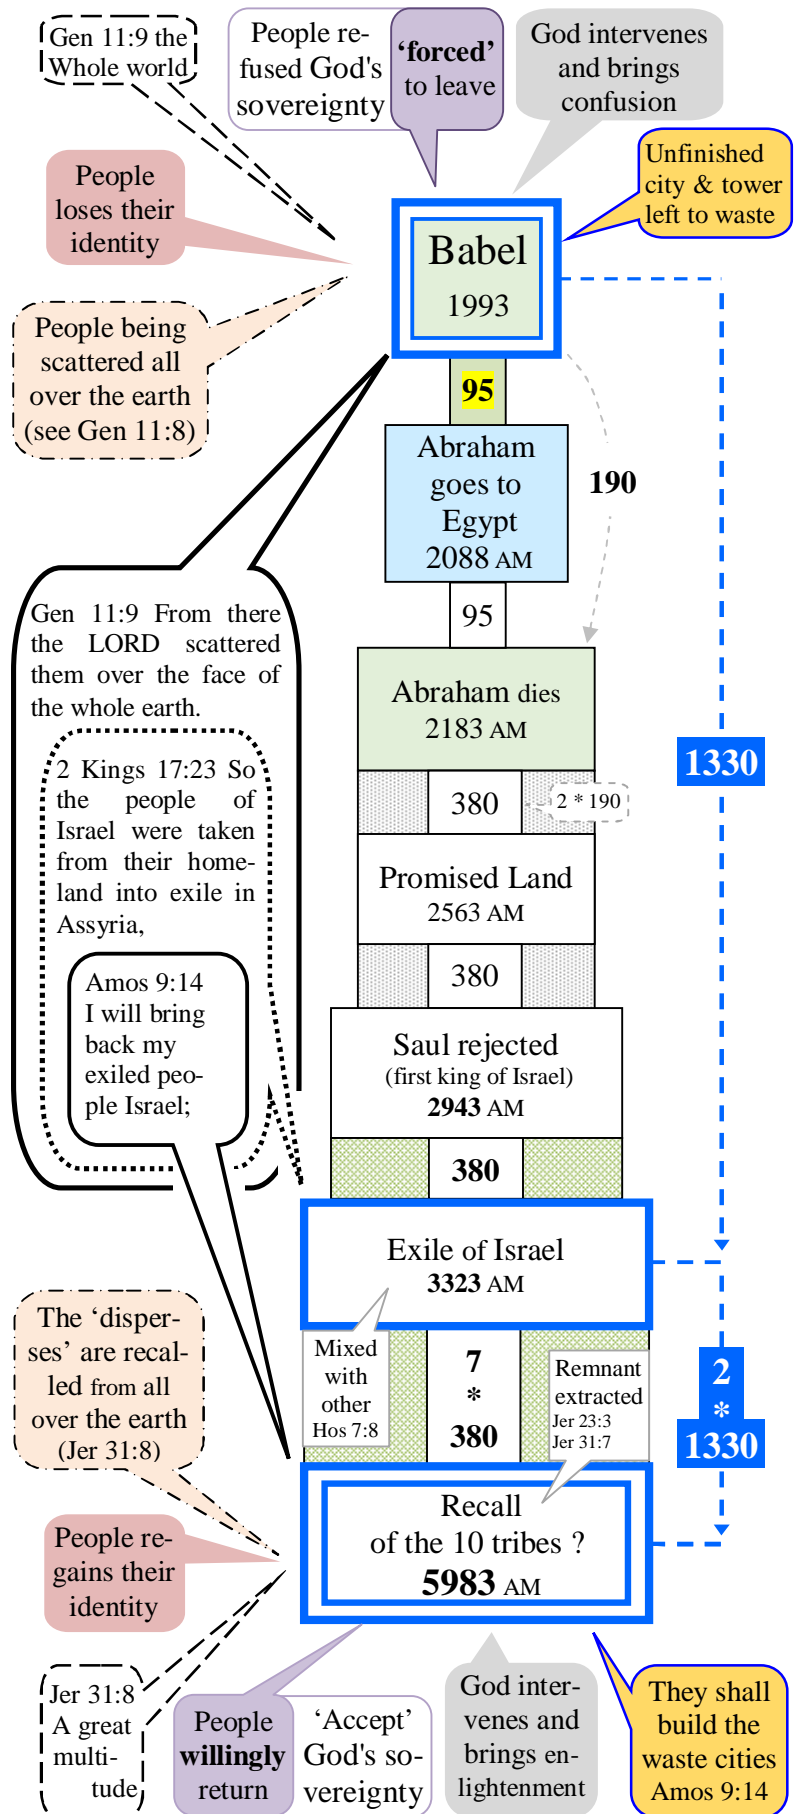 Gen 11:9 the
Whole world
People re-
fused God's
sovereignty
‘forced’
to leave
God intervenes
and brings
confusion
People
loses their
identity
Unfinished
city & tower
left to waste
Babel
1993
People being
scattered all
over the earth
(see Gen 11:8)
95
Abraham
goes to
Egypt
2088 AM
190
95
Gen 11:9 From there
the LORD scattered
them over the face of
the whole earth.
Abraham dies
2183 AM
1330
2 Kings 17:23 So
the people of
Israel were taken
from their home-
land into exile in
Assyria,
380
2 * 190
Promised Land
2563 AM
380
Amos 9:14
I will bring
back my
exiled peo-
ple Israel;
Saul rejected
(first king of Israel)
2943 AM
380
Exile of Israel
3323 AM
The ‘disper-
ses’ are recal-
led from all
over the earth
(Jer 31:8)
Mixed
with
other
Hos 7:8
7
*
380
Remnant
extracted
Jer 23:3
Jer 31:7
2
*
1330
Recall
of the 10 tribes ?
5983 AM
People re-
gains their
identity
Jer 31:8
A great
multi-
tude
People
willingly
return
‘Accept’
God's so-
vereignty
God inter-
venes and
brings en-
lightenment
They shall
build the
waste cities
Amos 9:14